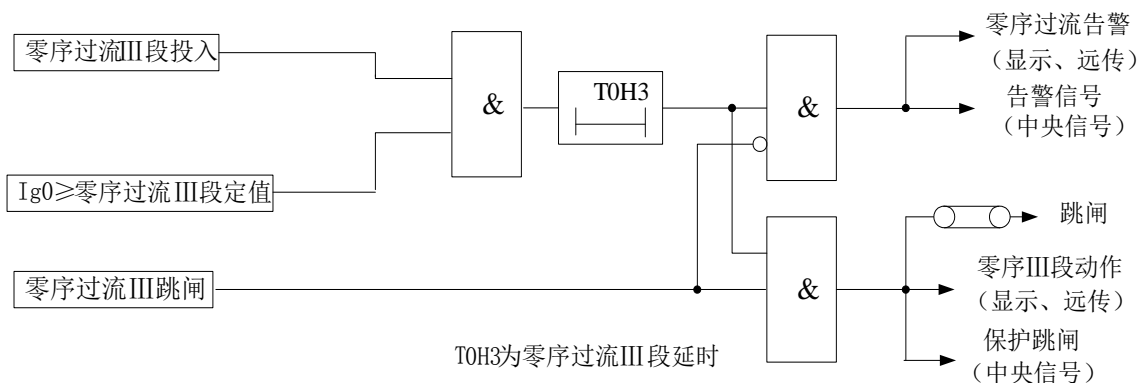 零序过流Ⅲ段投入
Ig0≥零序过流Ⅲ段定值
零序过流Ⅲ跳闸
&
T0H3
&
&
零序过流告警
（显示、远传）
告警信号
（中央信号）
跳闸
零序Ⅲ段动作
（显示、远传）
保护跳闸
（中央信号）
T0H3为零序过流Ⅲ段延时